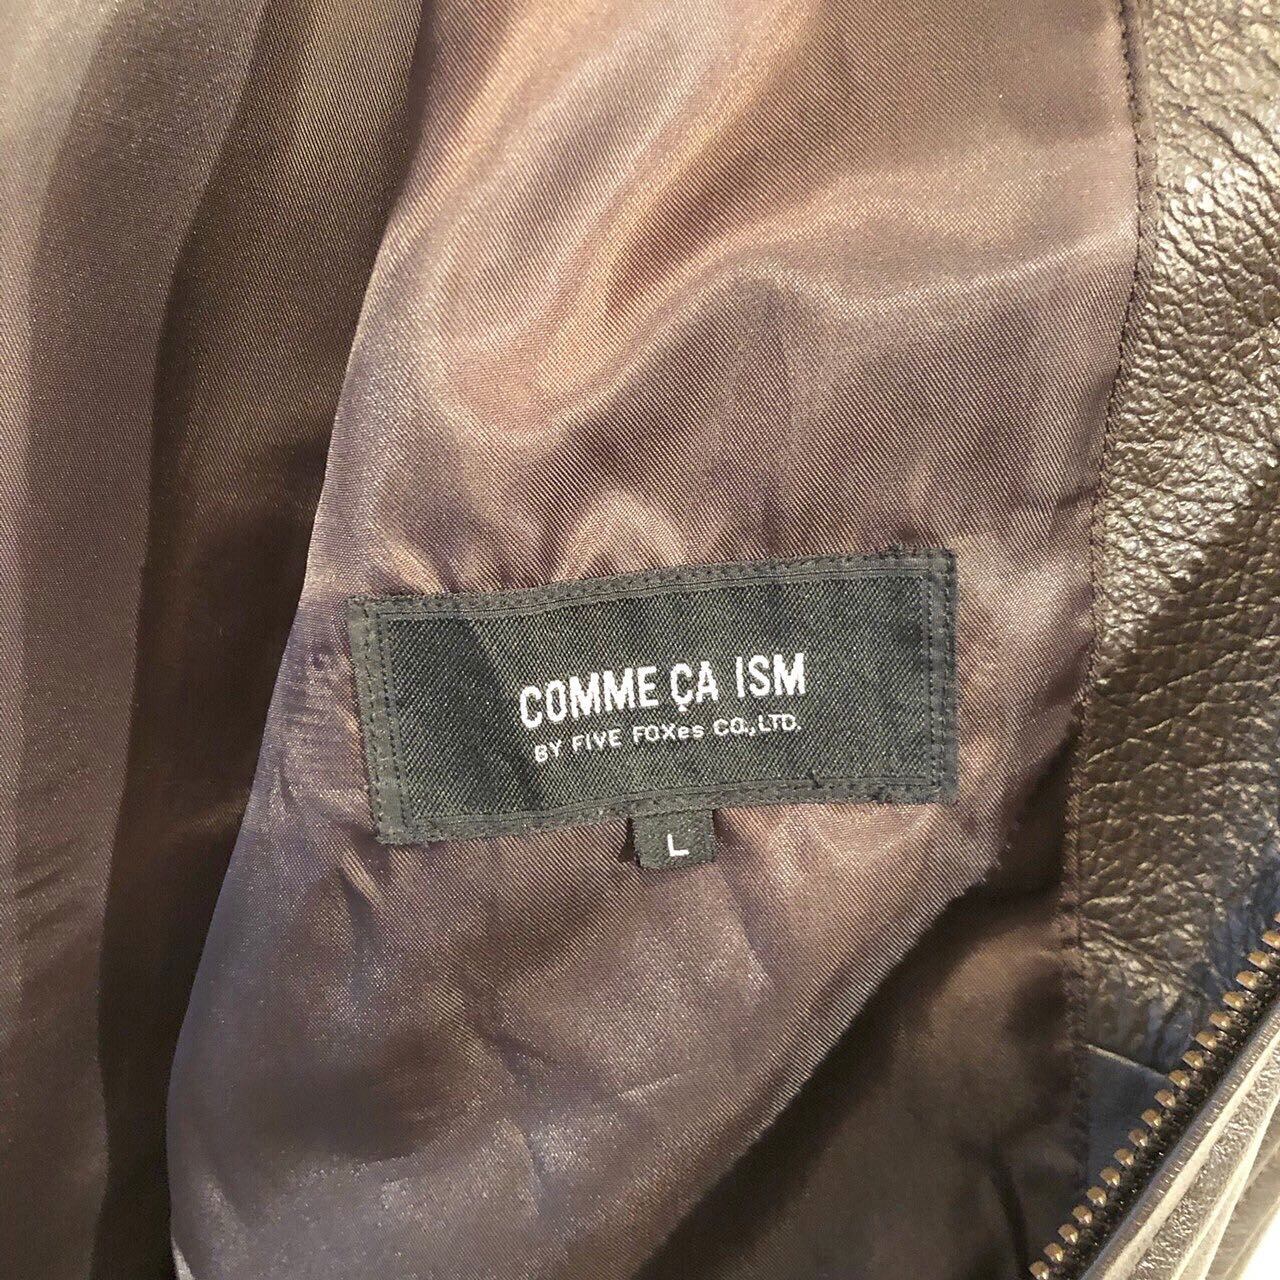 COMME ÇA ISM
BY FIVE FOXes CO.,LTD.
L